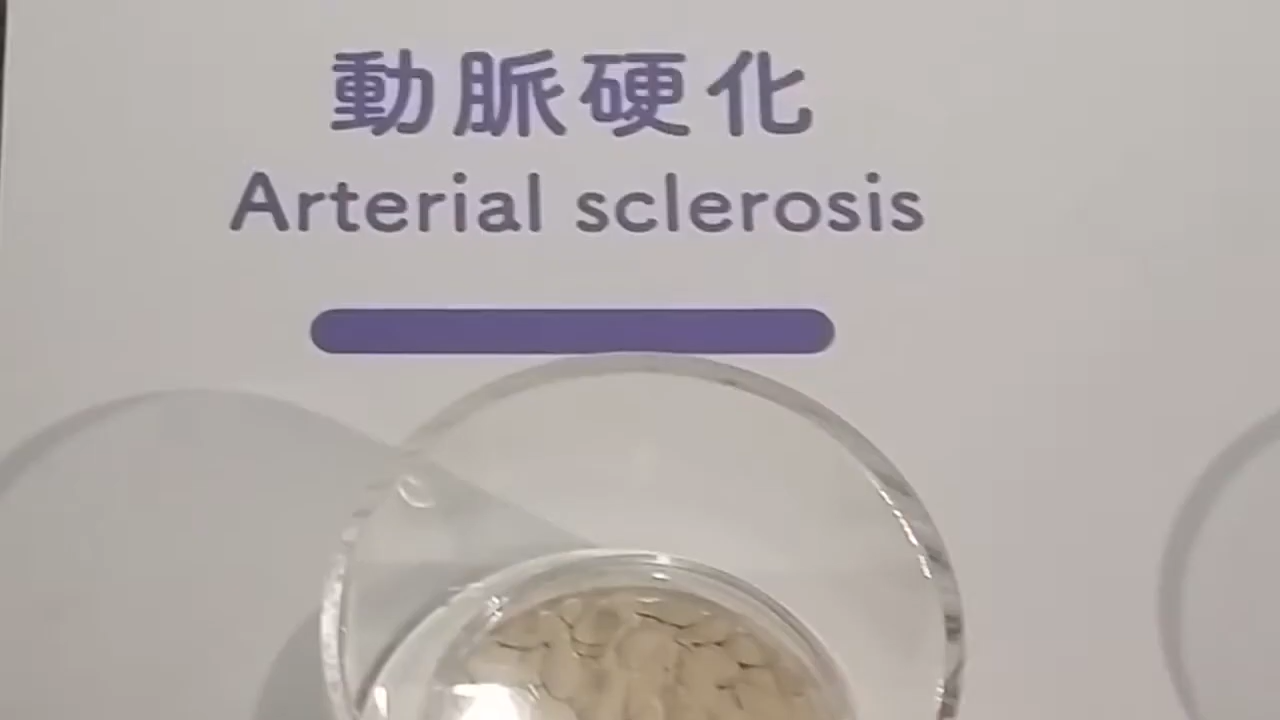 動脈硬化
Arterial sclerosis